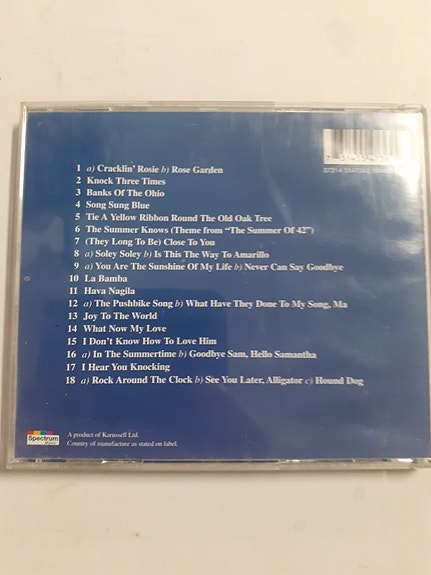 1 a) Cracklin' Rosie b) Rose Garden
2 Knock Three Times
3 Banks Of The Ohio
4 Song Sung Blue
5 Tie A Yellow Ribbon Round The Old Oak Tree
6 The Summer Knows (Theme from "The Summer Of 42")
7 (They Long To Be) Close To You
8 a) Soley Soley b) Is This The Way To Amarillo
9 a) You Are The Sunshine Of My Life b) Never Can Say Goodbye
10 La Bamba
11 Hava Nagila
12 a) The Pushbike Song b) What Have They Done To My Song, Ma
13 Joy To The World
14 What Now My Love
15 I Don't Know How To Love Him
16 a) In The Summertime b) Goodbye Sam, Hello Samantha
17 I Hear You Knocking
18 a) Rock Around The Clock b) See You Later, Alligator c) Hound Dog
Spectrum
Music
A product of Karussell Ltd.
Country of manufacture as stated on label.